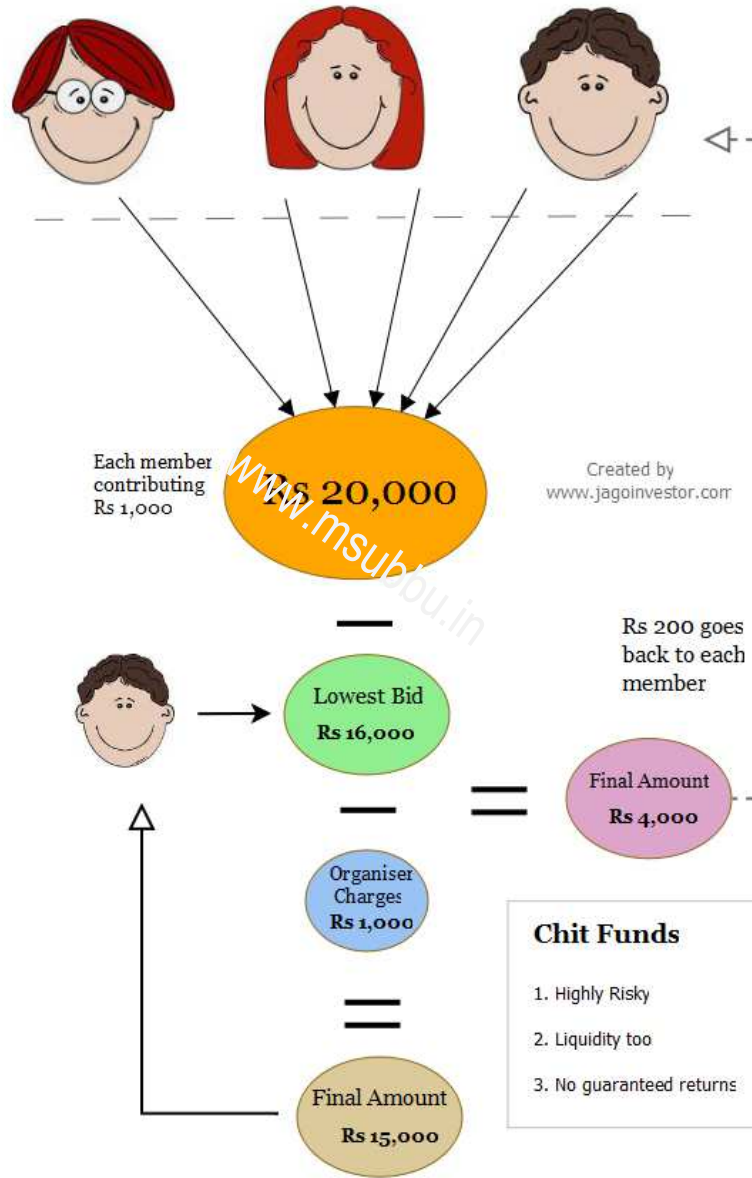 Each member
contributing
Rs 1,000
Rs 20,000
Created by
www.jagoinvestor.com
www.msubbu.in
Rs 200 goes
back to each
member
Lowest Bid
Rs 16,000
Final Amount
Rs 4,000
Organiser
Charges
Rs 1,000
Chit Funds
1. Highly Risky
2. Liquidity too
3. No guaranteed returns
Final Amount
Rs 15,000